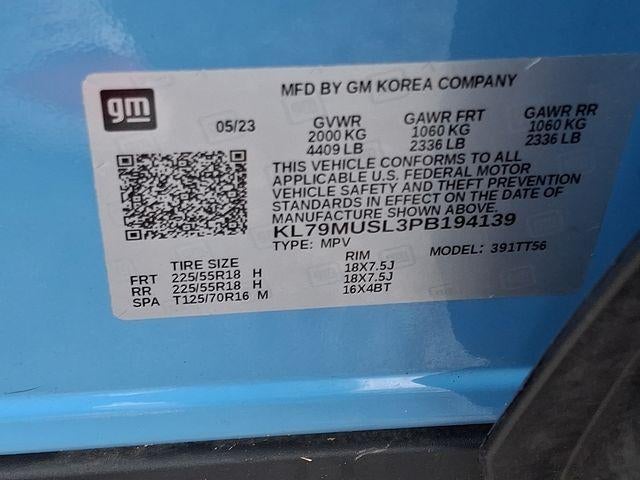 gm
MFD BY GM KOREA COMPANY
05/23 GVWR GAWR FRT GAWR RR
2000 KG 1060 KG 1060 KG
4409 LB 2336 LB 2336 LB
THIS VEHICLE CONFORMS TO ALL
APPLICABLE U.S. FEDERAL MOTOR
VEHICLE SAFETY AND THEFT PREVENTION
STANDARDS IN EFFECT ON THE DATE OF
MANUFACTURE SHOWN ABOVE.
KL79MUSL3PB194139
TYPE: MPV MODEL: 391TT56
TIRE SIZE RIM
FRT 225/55R18 H 18X7.5J
RR 225/55R18 H 18X7.5J
SPA T125/70R16 M 16X4BT